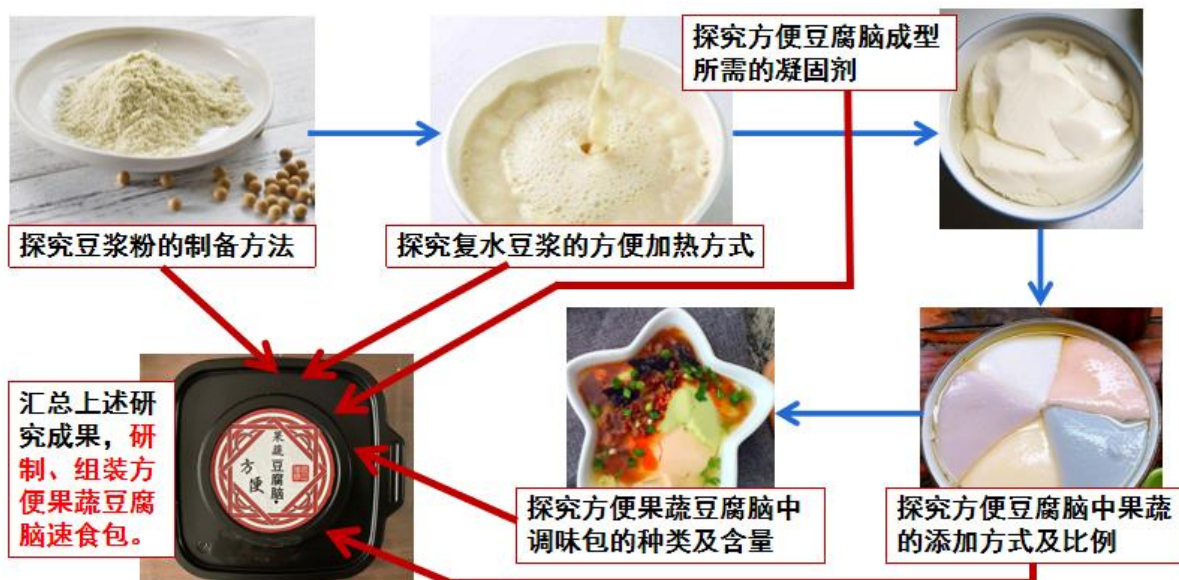 探究方便豆腐脑成型
所需的凝固剂
探究豆浆粉的制备方法
探究复水豆浆的方便加热方式
汇总上述研
究成果，研
制、组装方
便果蔬豆腐
脑速食包。
果蔬豆腐脑
方便
探究方便果蔬豆腐脑中
调味包的种类及含量
探究方便豆腐脑中果蔬
的添加方式及比例